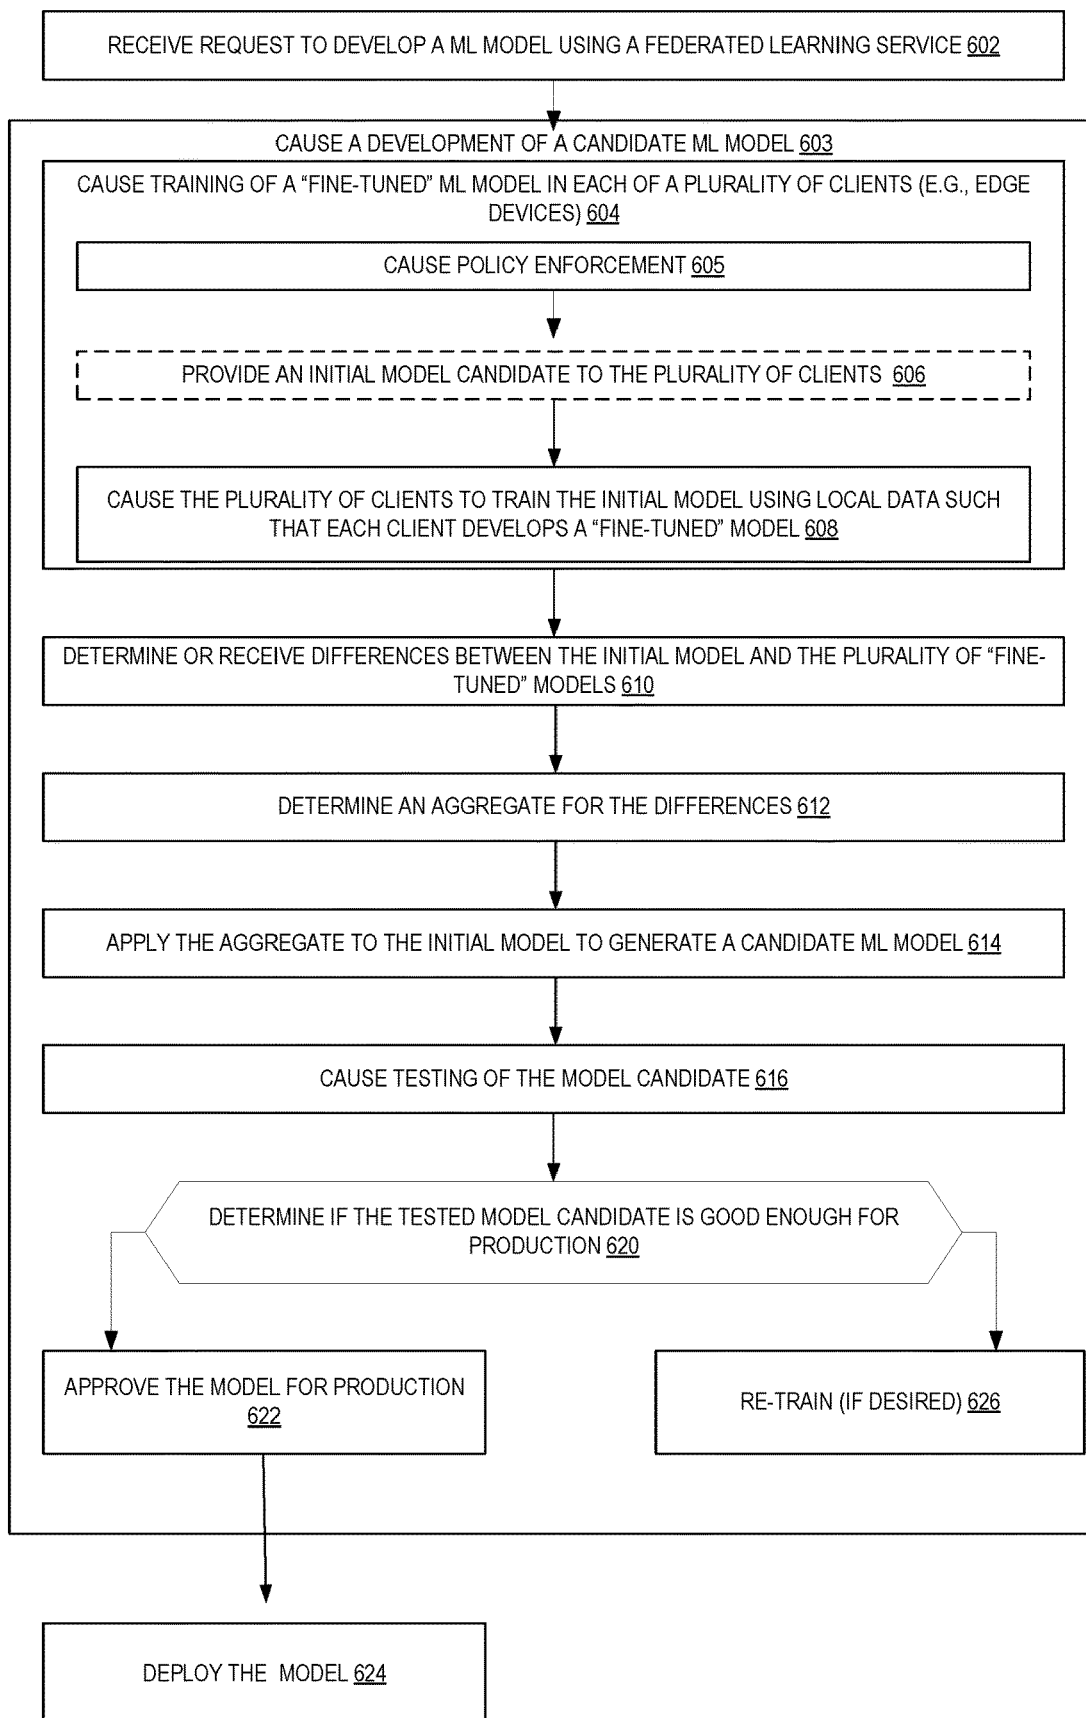 RECEIVE REQUEST TO DEVELOP A ML MODEL USING A FEDERATED LEARNING SERVICE 602
CAUSE A DEVELOPMENT OF A CANDIDATE ML MODEL 603
CAUSE TRAINING OF A “FINE-TUNED” ML MODEL IN EACH OF A PLURALITY OF CLIENTS (E.G., EDGE
DEVICES) 604
CAUSE POLICY ENFORCEMENT 605
PROVIDE AN INITIAL MODEL CANDIDATE TO THE PLURALITY OF CLIENTS 606
CAUSE THE PLURALITY OF CLIENTS TO TRAIN THE INITIAL MODEL USING LOCAL DATA SUCH
THAT EACH CLIENT DEVELOPS A “FINE-TUNED” MODEL 608
DETERMINE OR RECEIVE DIFFERENCES BETWEEN THE INITIAL MODEL AND THE PLURALITY OF “FINE-
TUNED” MODELS 610
DETERMINE AN AGGREGATE FOR THE DIFFERENCES 612
APPLY THE AGGREGATE TO THE INITIAL MODEL TO GENERATE A CANDIDATE ML MODEL 614
CAUSE TESTING OF THE MODEL CANDIDATE 616
DETERMINE IF THE TESTED MODEL CANDIDATE IS GOOD ENOUGH FOR
PRODUCTION 620
APPROVE THE MODEL FOR PRODUCTION
622
RE-TRAIN (IF DESIRED) 626
DEPLOY THE MODEL 624